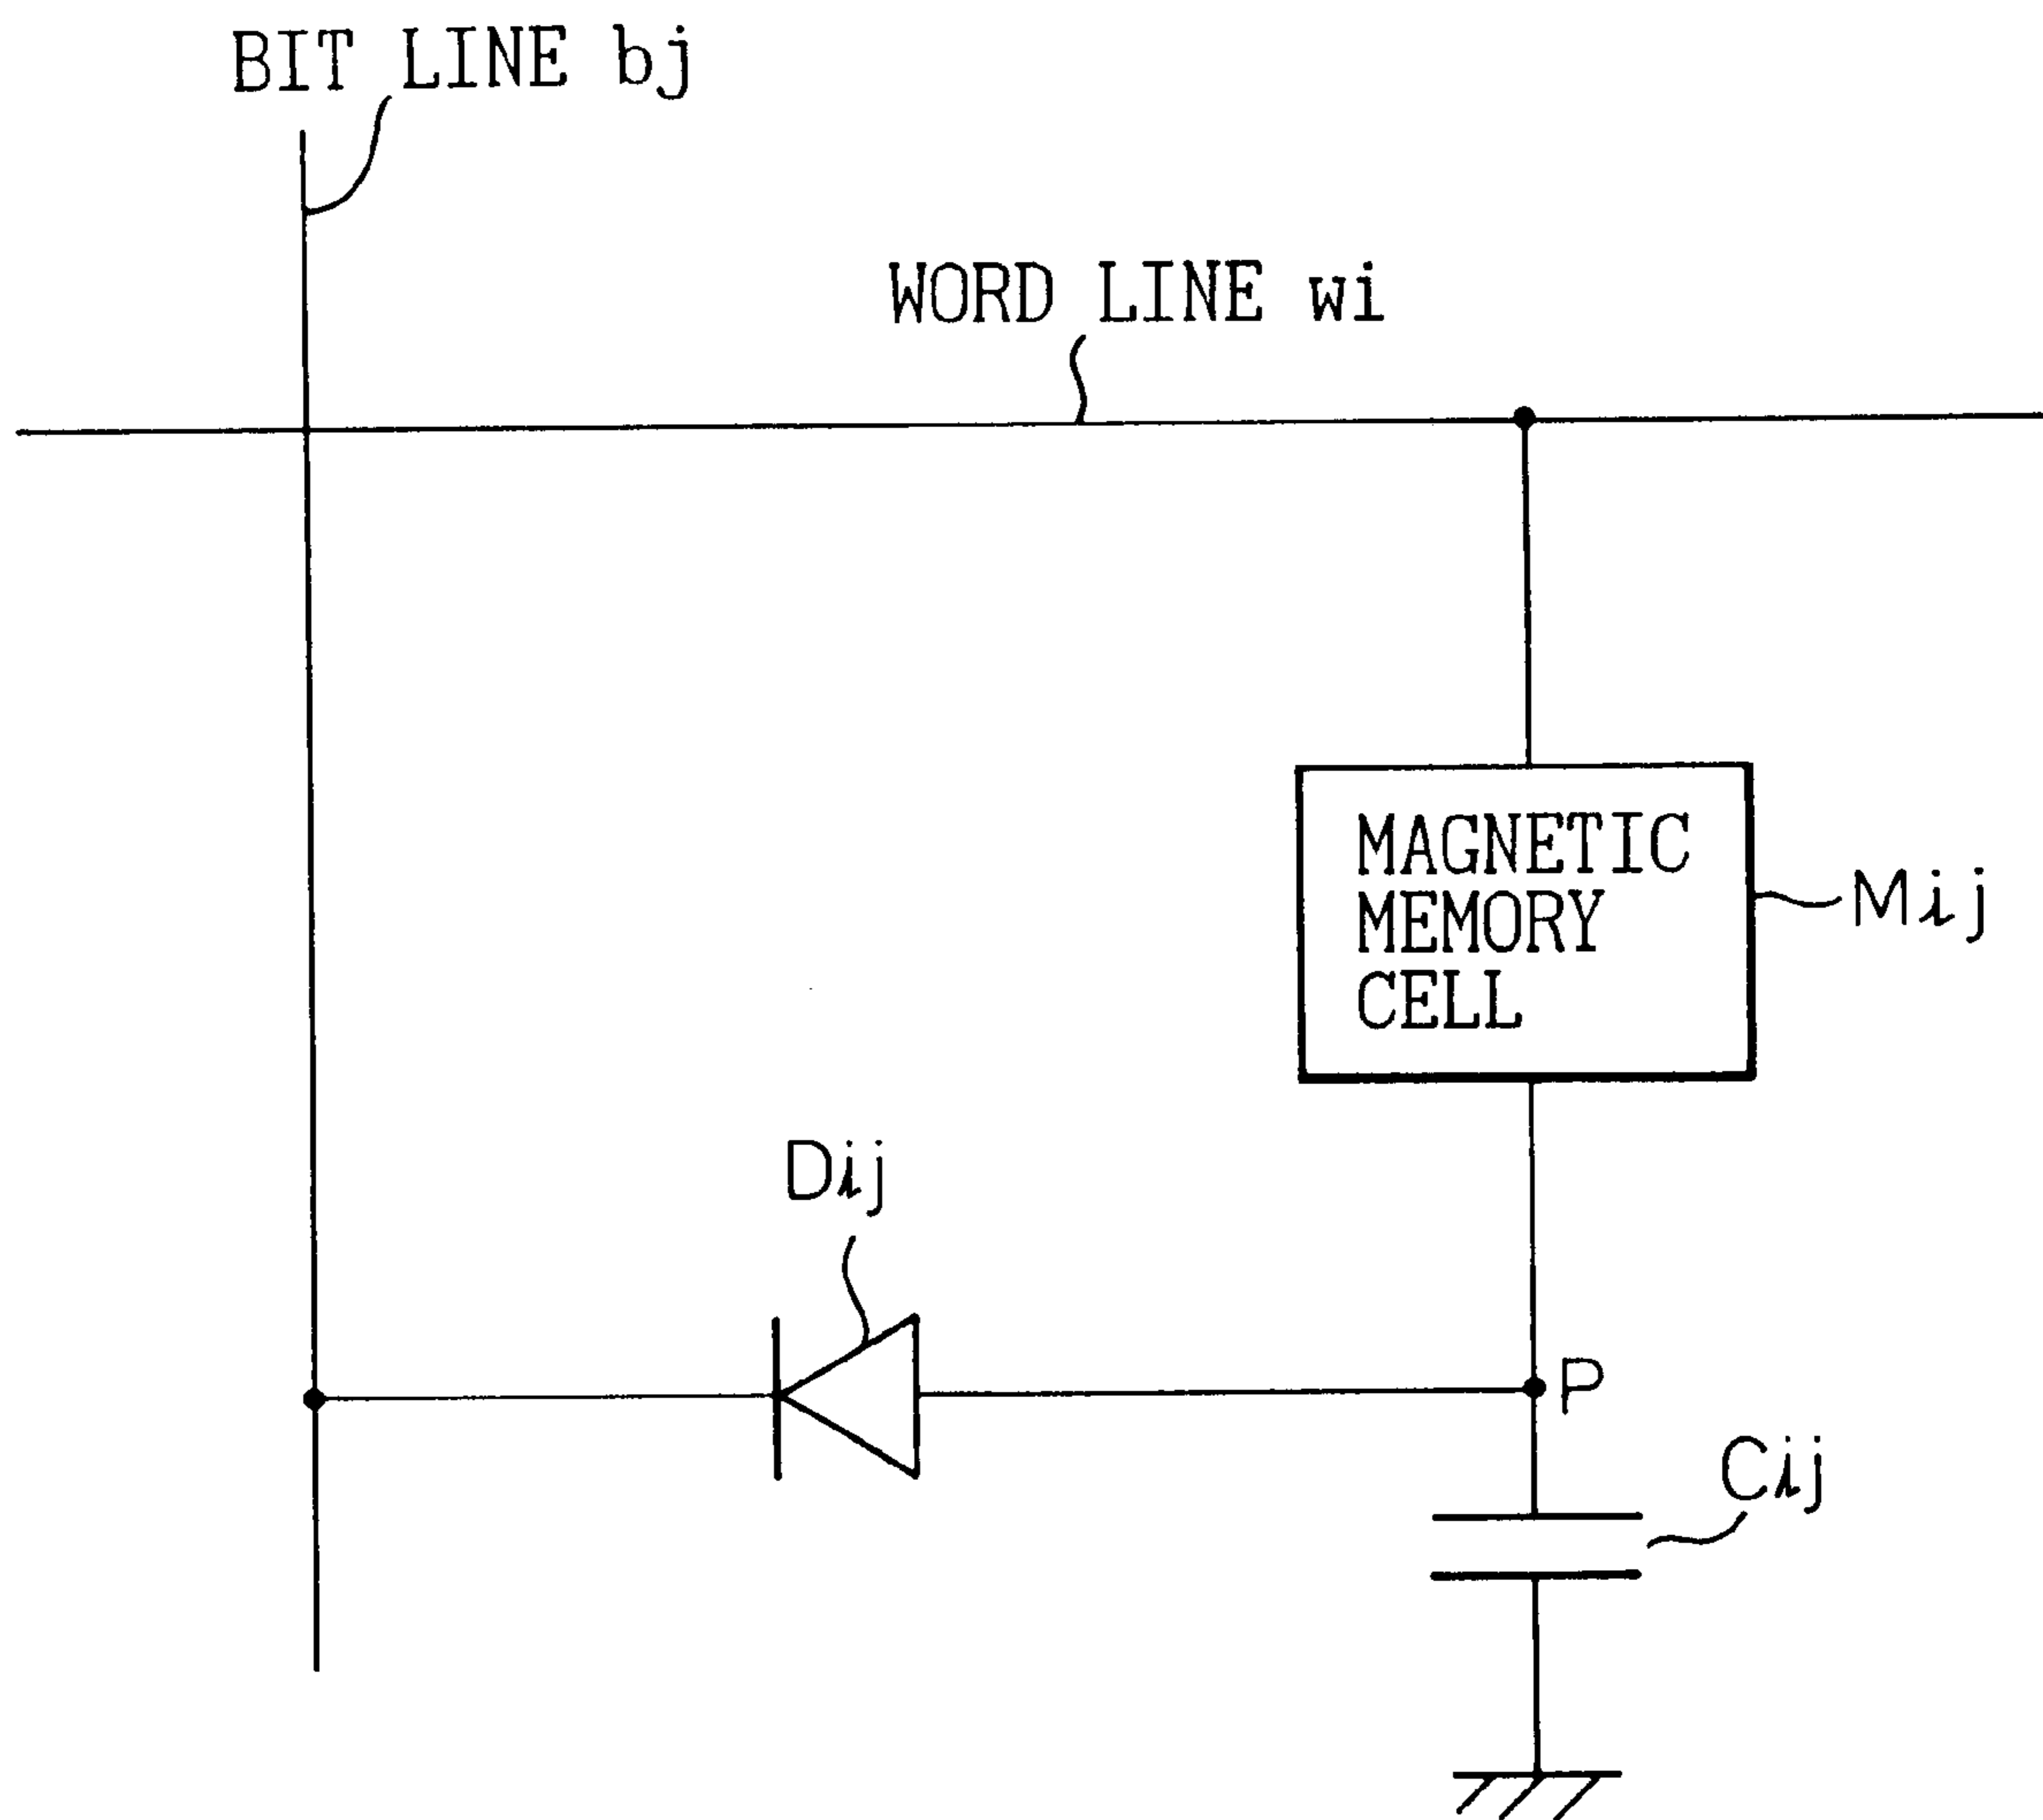 BIT LINE bj
WORD LINE wi
MAGNETIC
MEMORY
CELL
Mij
Dij
P
Cij